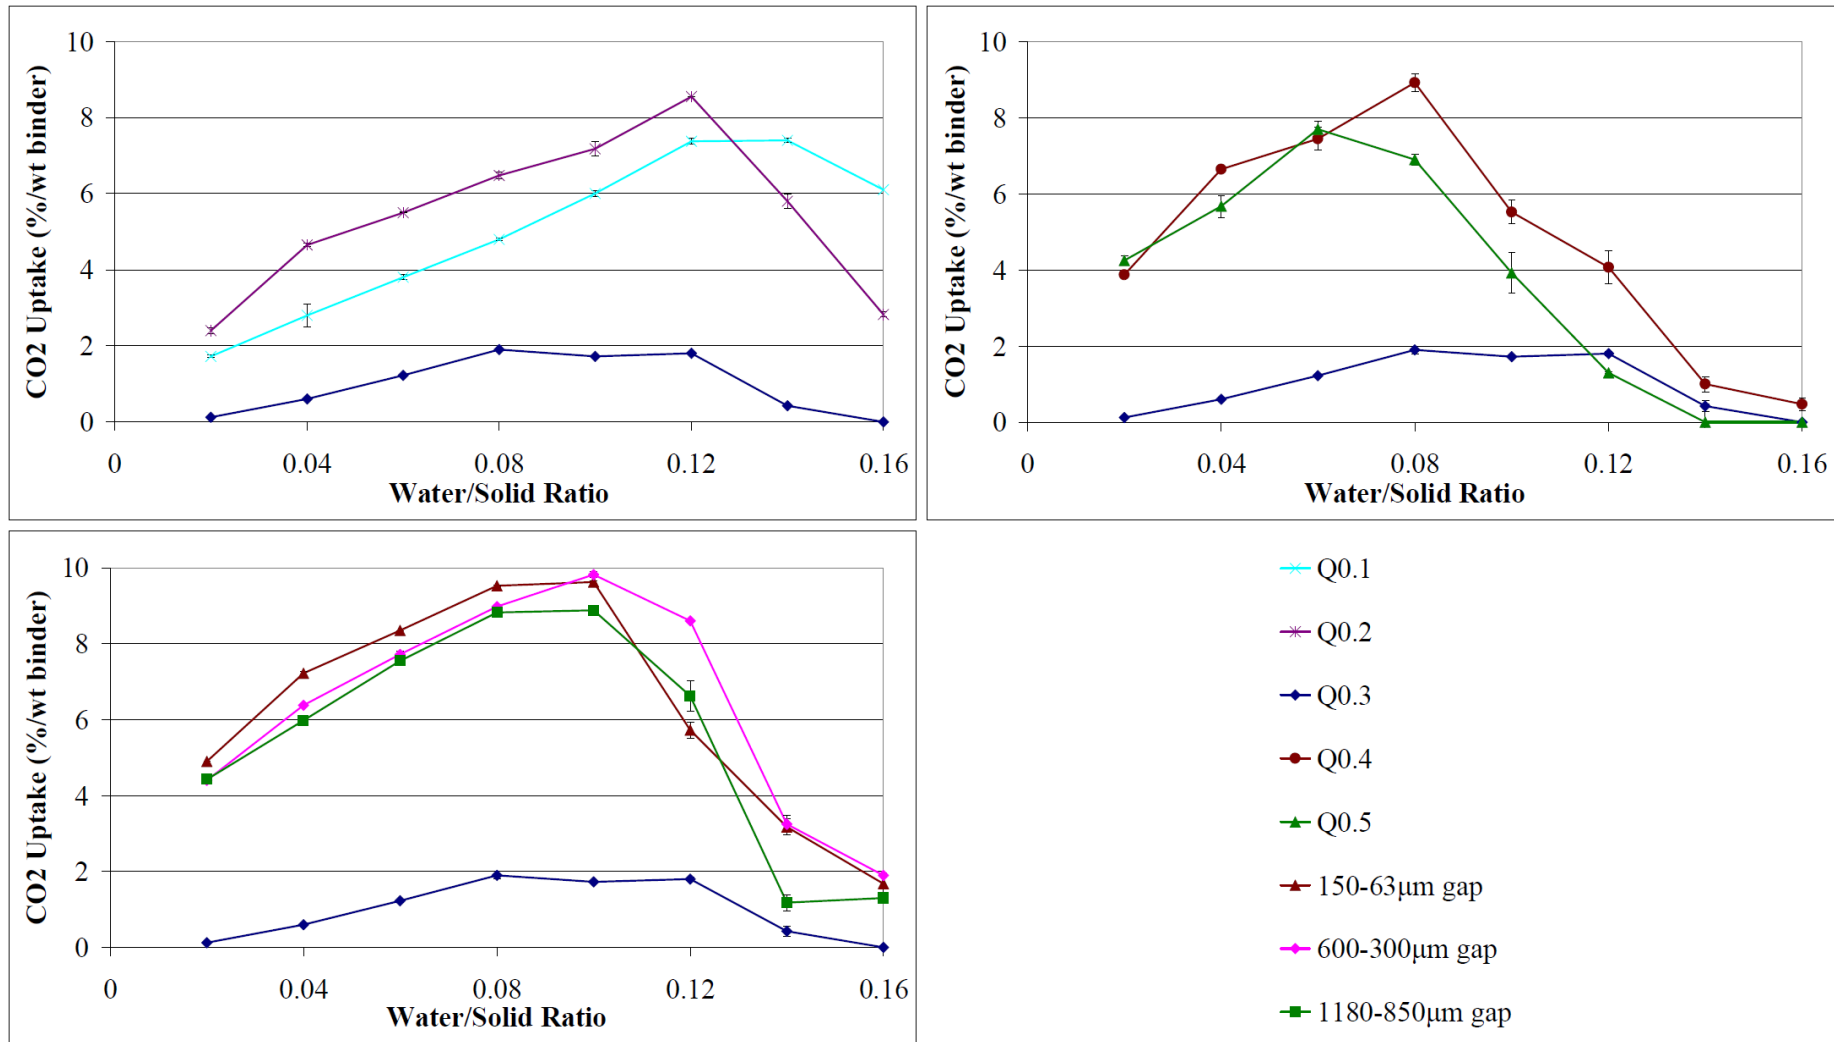 CO2 Uptake (%/wt binder)
10
8
6
4
2
0
0
0.04
0.08
0.12
0.16
Water/Solid Ratio
CO2 Uptake (%/wt binder)
10
8
6
4
2
0
0
0.04
0.08
0.12
0.16
Water/Solid Ratio
CO2 Uptake (%/wt binder)
10
8
6
4
2
0
0
0.04
0.08
0.12
0.16
Water/Solid Ratio
Q0.1
Q0.2
Q0.3
Q0.4
Q0.5
150-63µm gap
600-300µm gap
1180-850µm gap